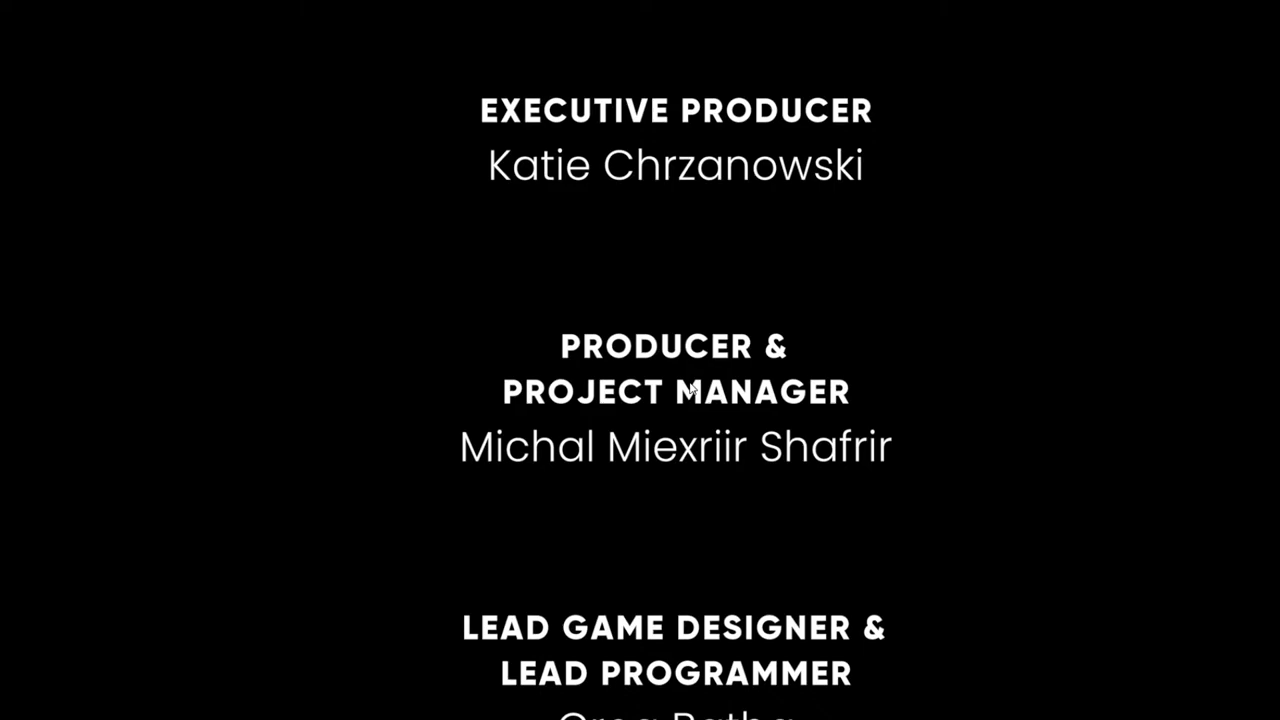 EXECUTIVE PRODUCER
Katie Chrzanowski
PRODUCER &
PROJECT MANAGER
Michal Miexriir Shafrir
LEAD GAME DESIGNER &
LEAD PROGRAMMER